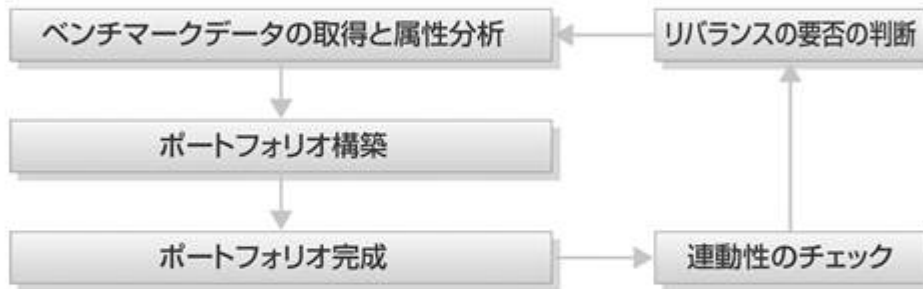 ベンチマークデータの取得と属性分析
リバランスの要否の判断
ポートフォリオ構築
ポートフォリオ完成
連動性のチェック